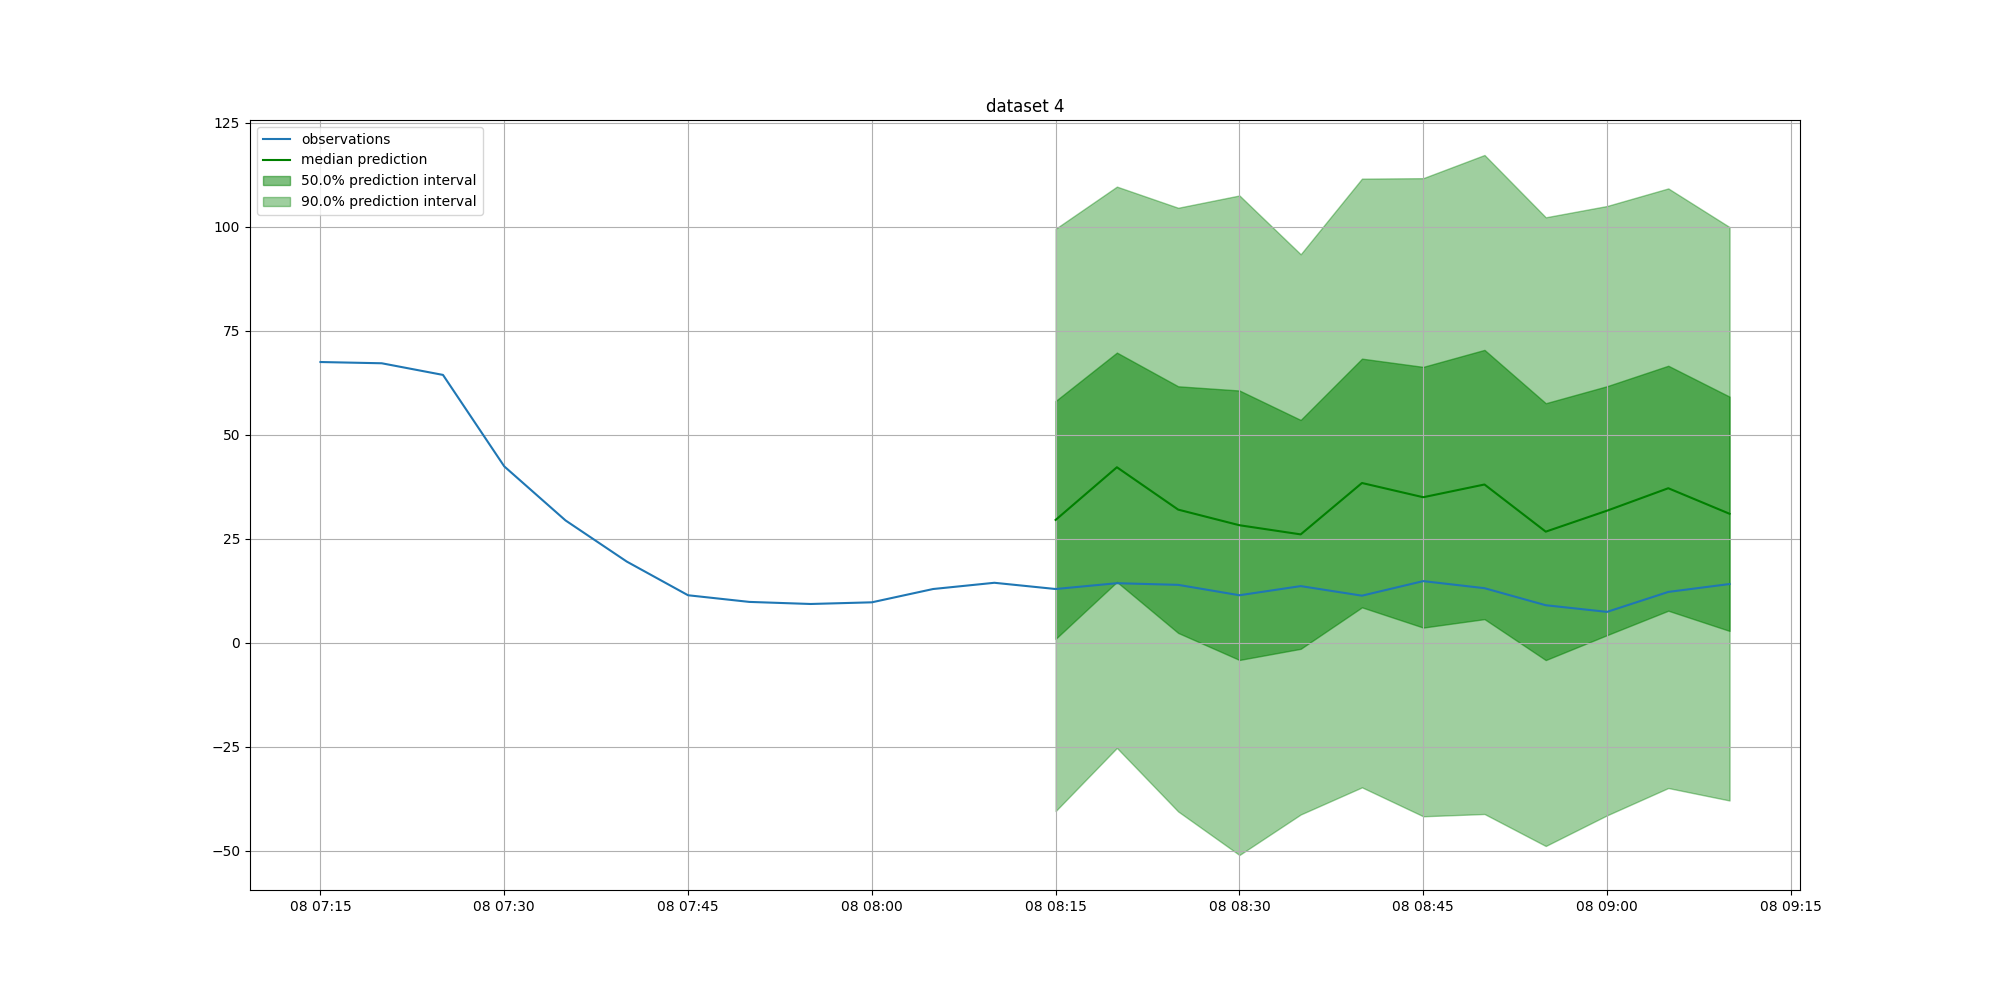 dataset 4
observations
median prediction
50.0% prediction interval
90.0% prediction interval
125
100
75
50
25
0
−25
−50
08 07:15 08 07:30 08 07:45 08 08:00 08 08:15 08 08:30 08 08:45 08 09:00 08 09:15